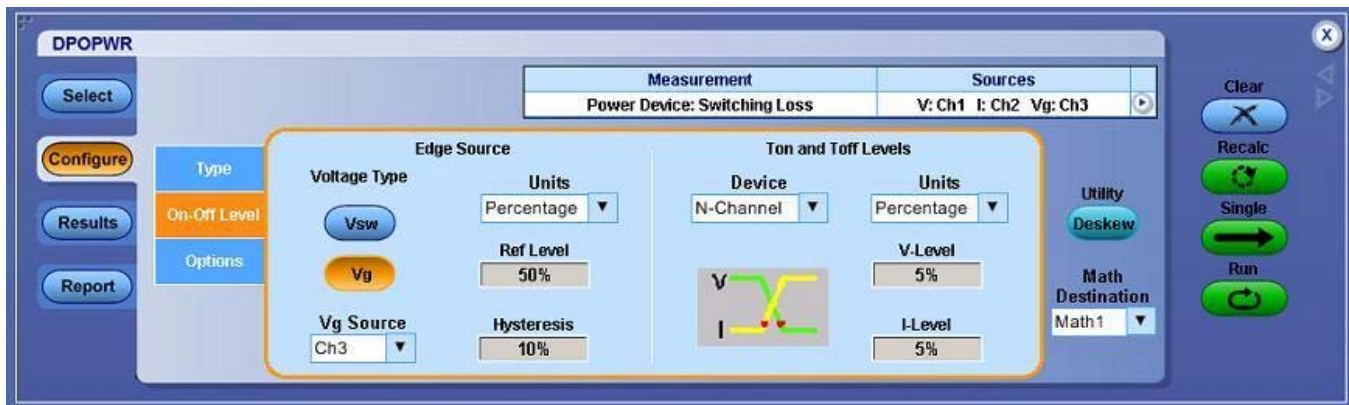 DPOPWR
Select
Configure
Results
Report
Measurement Sources
Power Device: Switching Loss V: Ch1 I: Ch2 Vg: Ch3
Type
On-Off Level
Options
Edge Source
Voltage Type
Vsw
Vg
Vg Source
Ch3
Units
Percentage
Ref Level
50%
Hysteresis
10%
Ton and Toff Levels
Device
N-Channel
V
I
Units
Percentage
V-Level
5%
I-Level
5%
Utility
Deskew
Math
Destination
Math1
X
Clear
Recalc
Single
Run